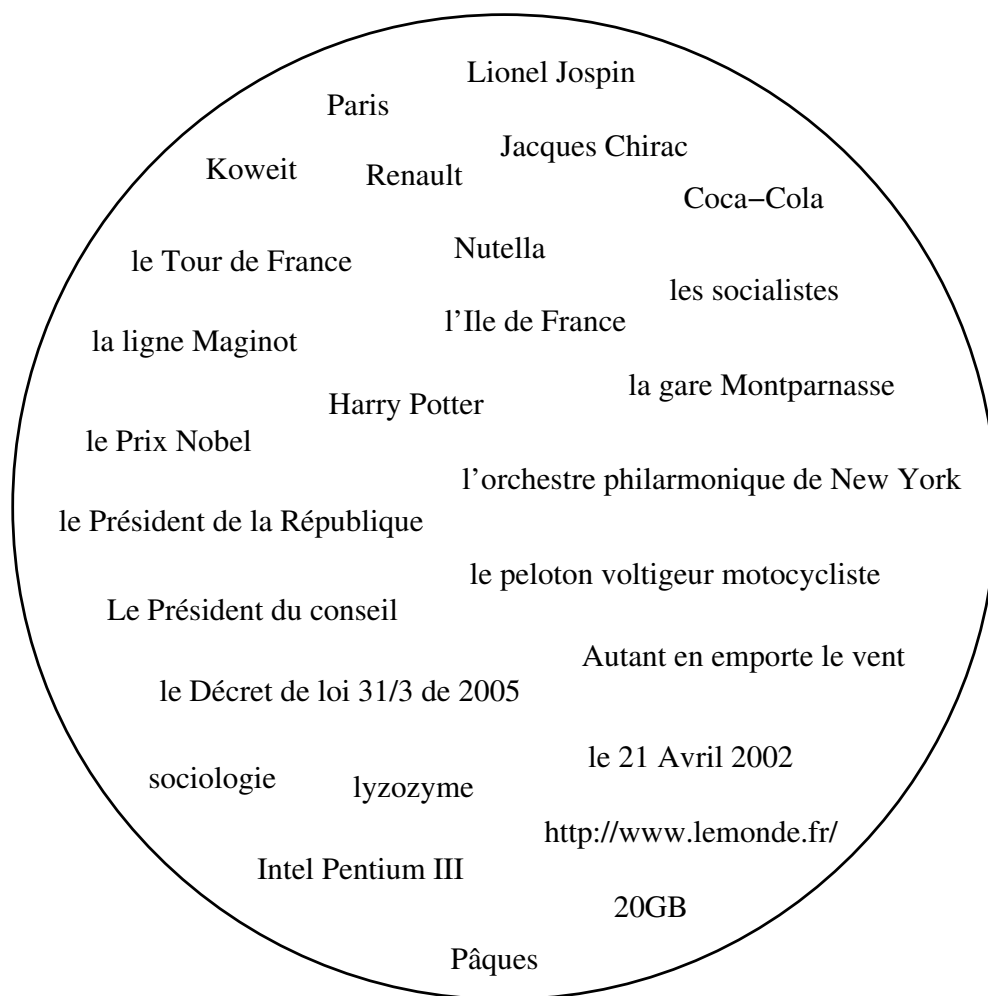 Lionel Jospin
Paris
Jacques Chirac
Koweit
Renault
Coca−Cola
Nutella
le Tour de France
les socialistes
l’Ile de France
la ligne Maginot
la gare Montparnasse
Harry Potter
le Prix Nobel
l’orchestre philarmonique de New York
le Président de la République
le peloton voltigeur motocycliste
Le Président du conseil
Autant en emporte le vent
le Décret de loi 31/3 de 2005
le 21 Avril 2002
sociologie
lyzozyme
http://www.lemonde.fr/
Intel Pentium III
20GB
Pâques